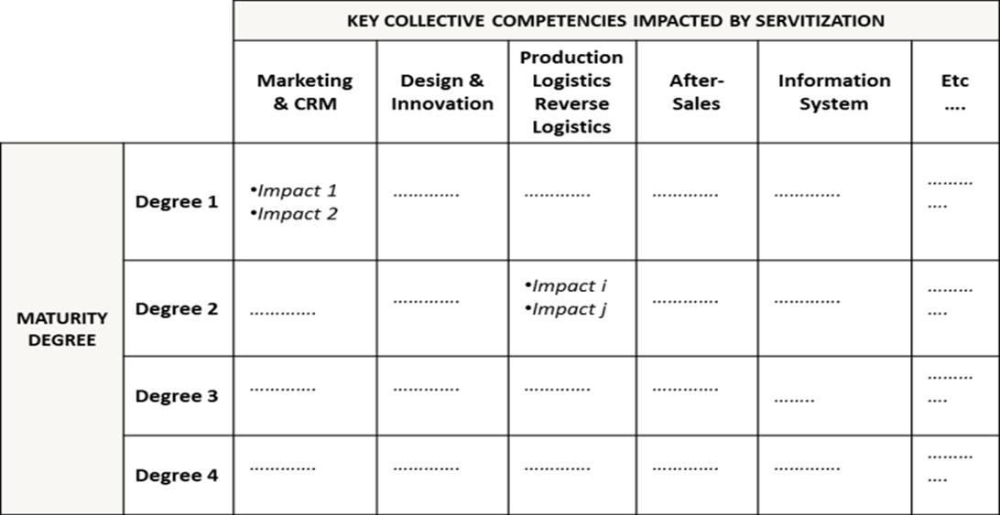 KEY COLLECTIVE COMPETENCIES IMPACTED BY SERVITIZATION
Marketing
& CRM
Design &
Innovation
Production
Logistics
Reverse
Logistics
After-
Sales
Information
System
Etc
....
MATURITY
DEGREE
Degree 1
•Impact 1
•Impact 2
.............
.............
.............
.............
.........
....
Degree 2
.............
.............
•Impact i
•Impact j
.............
.............
.........
....
Degree 3
.............
.............
.............
.............
........
.........
....
Degree 4
.............
.............
.............
.............
.............
.........
....